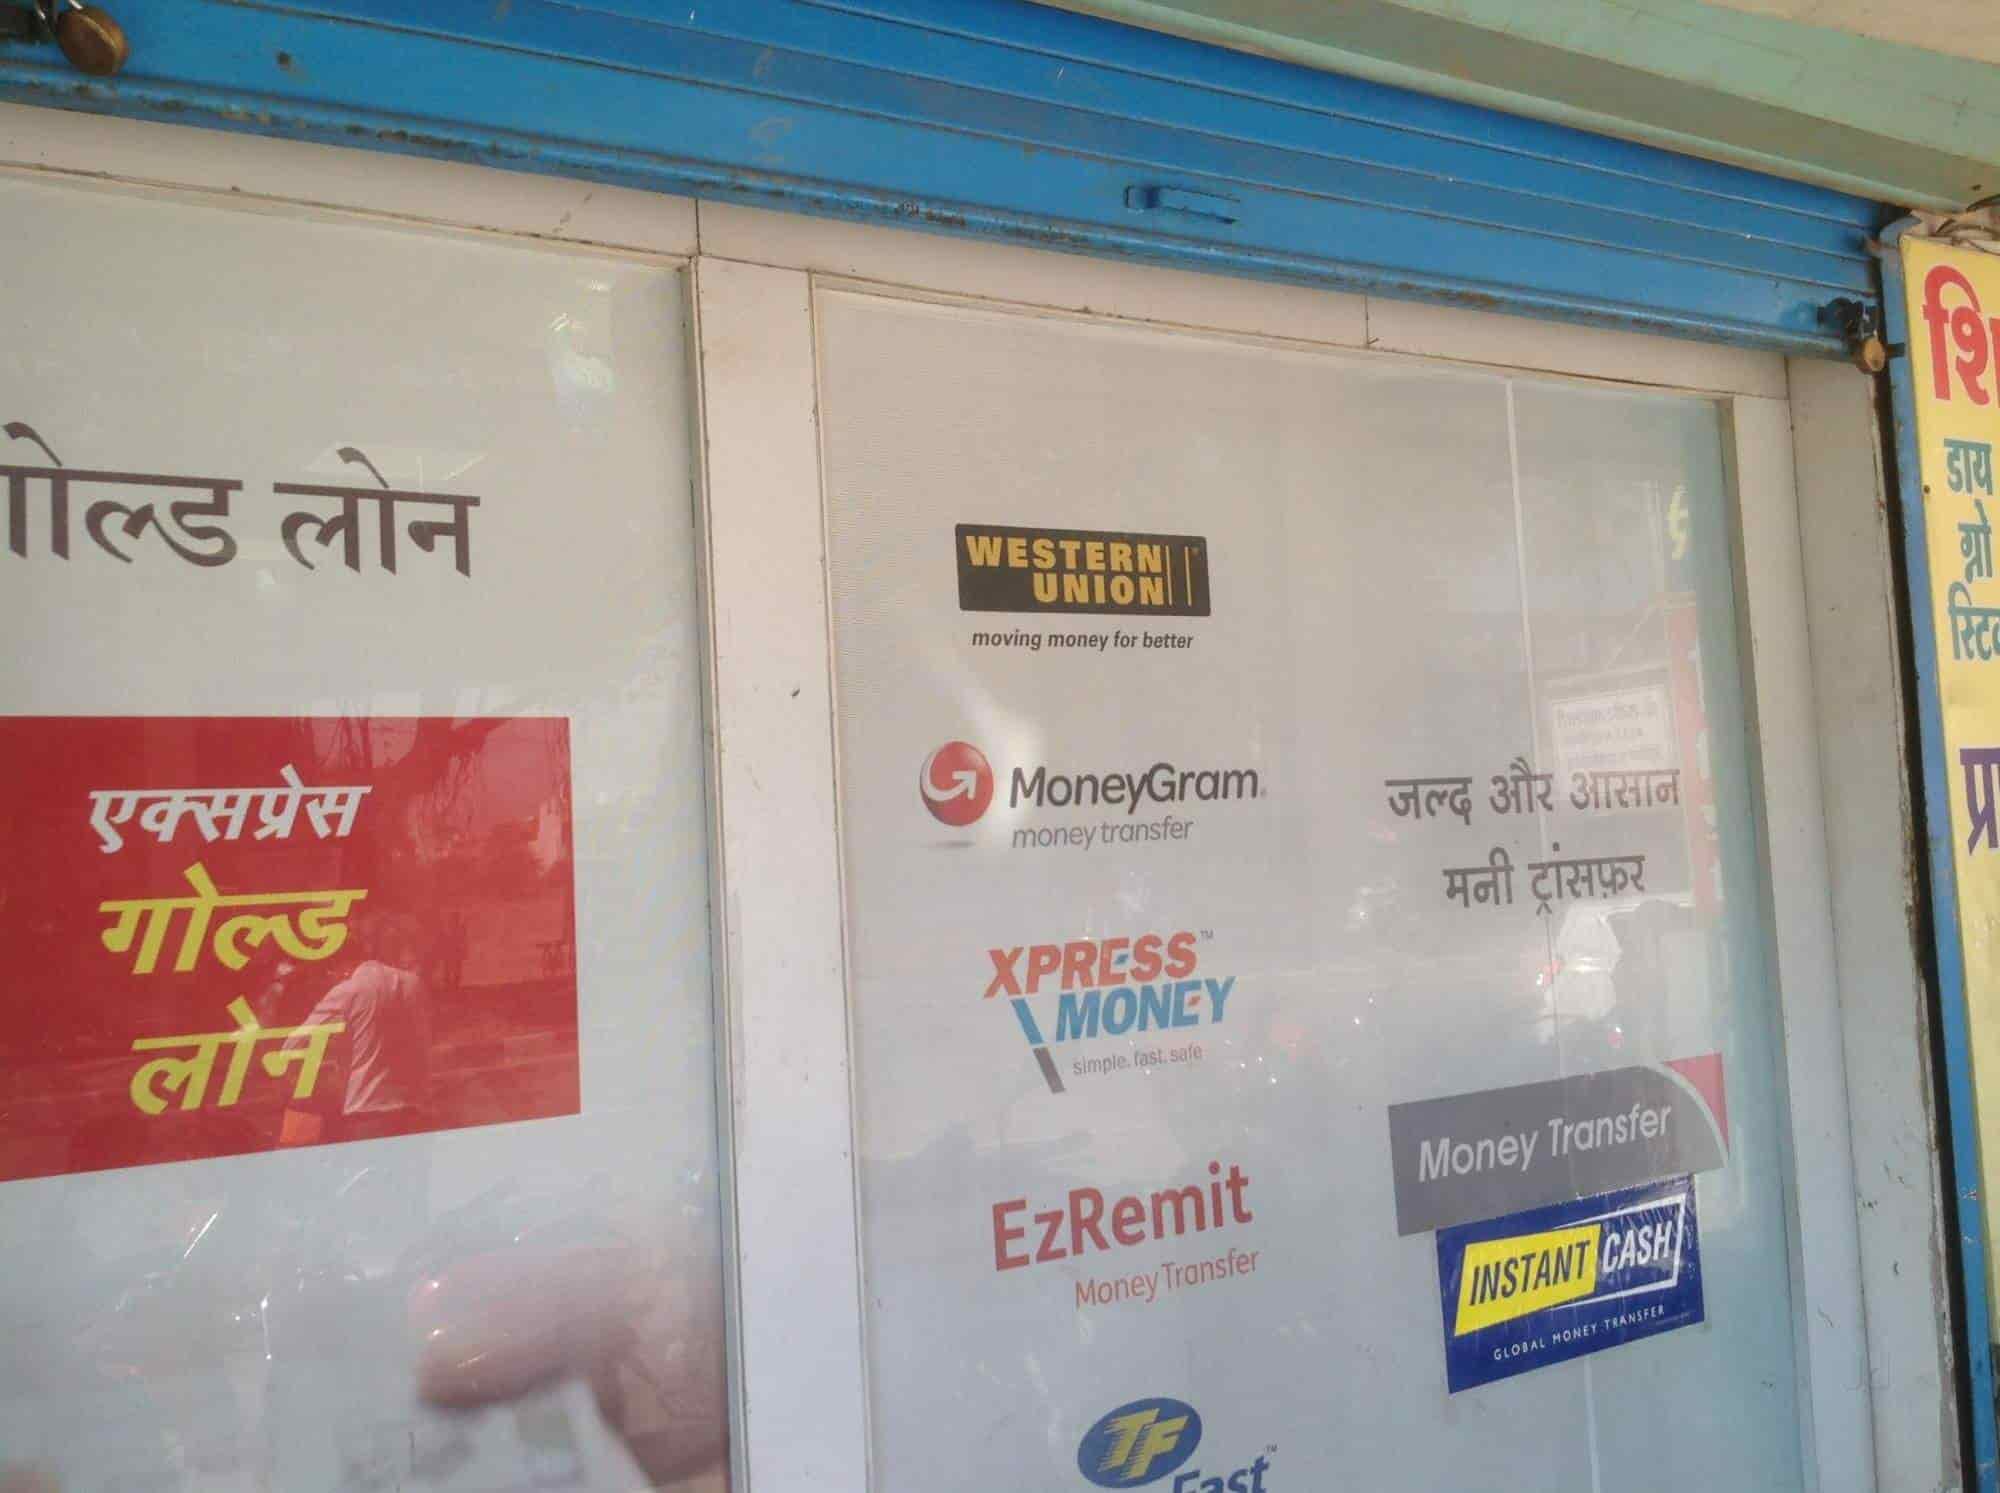 गोल्ड लोन
एक्सप्रेस
गोल्ड
लोन
WESTERN
UNION
moving money for better
MoneyGram
money transfer
XPRESS
MONEY
simple. fast. safe
EzRemit
Money Transfer
TF
Fast
जल्द और आसान
मनी ट्रांसफ़र
Money Transfer
INSTANT CASH
GLOBAL MONEY TRANSFER
शि
डाय
ग्रो
प्रा